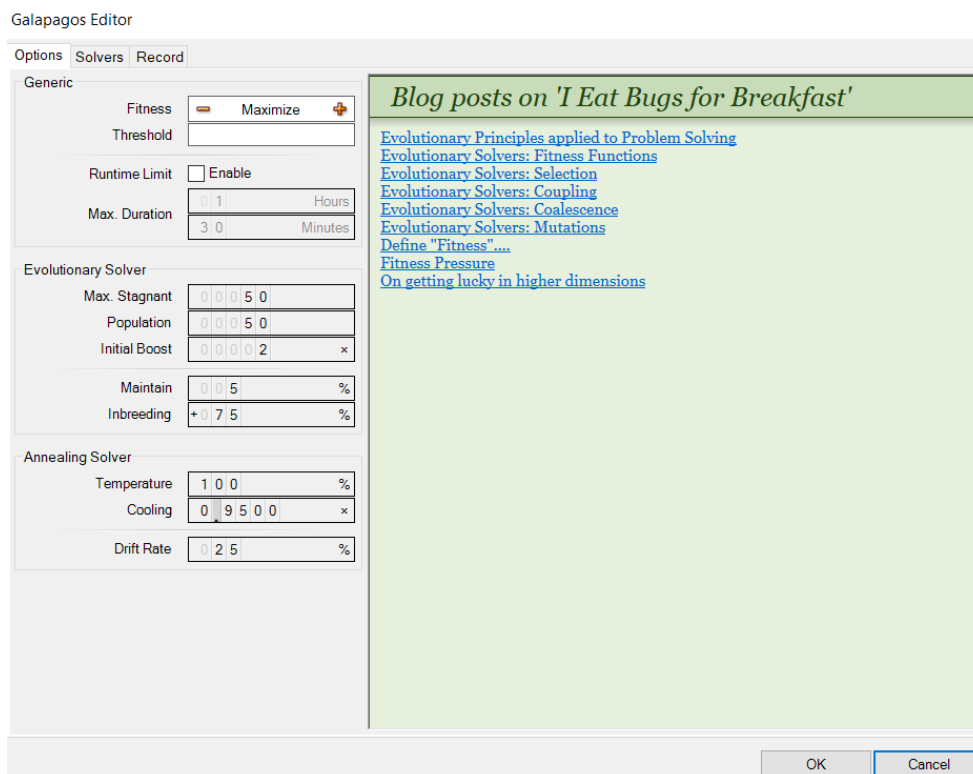 Galapagos Editor
Options Solvers Record
Generic
Fitness Maximize
Threshold
Runtime Limit Enable
Max. Duration 01 Hours
30 Minutes
Evolutionary Solver
Max. Stagnant 00050
Population 00050
Initial Boost 00002 ×
Maintain 005 %
Inbreeding +075 %
Annealing Solver
Temperature 100 %
Cooling 0.9500 ×
Drift Rate 025 %
Blog posts on 'I Eat Bugs for Breakfast'
Evolutionary Principles applied to Problem Solving
Evolutionary Solvers: Fitness Functions
Evolutionary Solvers: Selection
Evolutionary Solvers: Coupling
Evolutionary Solvers: Coalescence
Evolutionary Solvers: Mutations
Define "Fitness"....
Fitness Pressure
On getting lucky in higher dimensions
OK Cancel